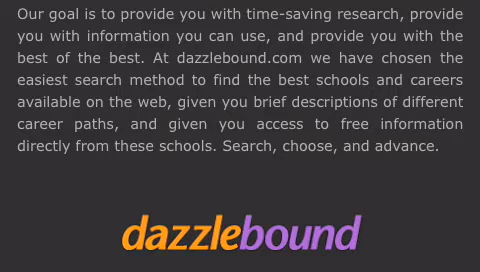 Our goal is to provide you with time-saving research, provide
you with information you can use, and provide you with the
best of the best. At dazzlebound.com we have chosen the
easiest search method to find the best schools and careers
available on the web, given you brief descriptions of different
career paths, and given you access to free information
directly from these schools. Search, choose, and advance.
dazzlebound